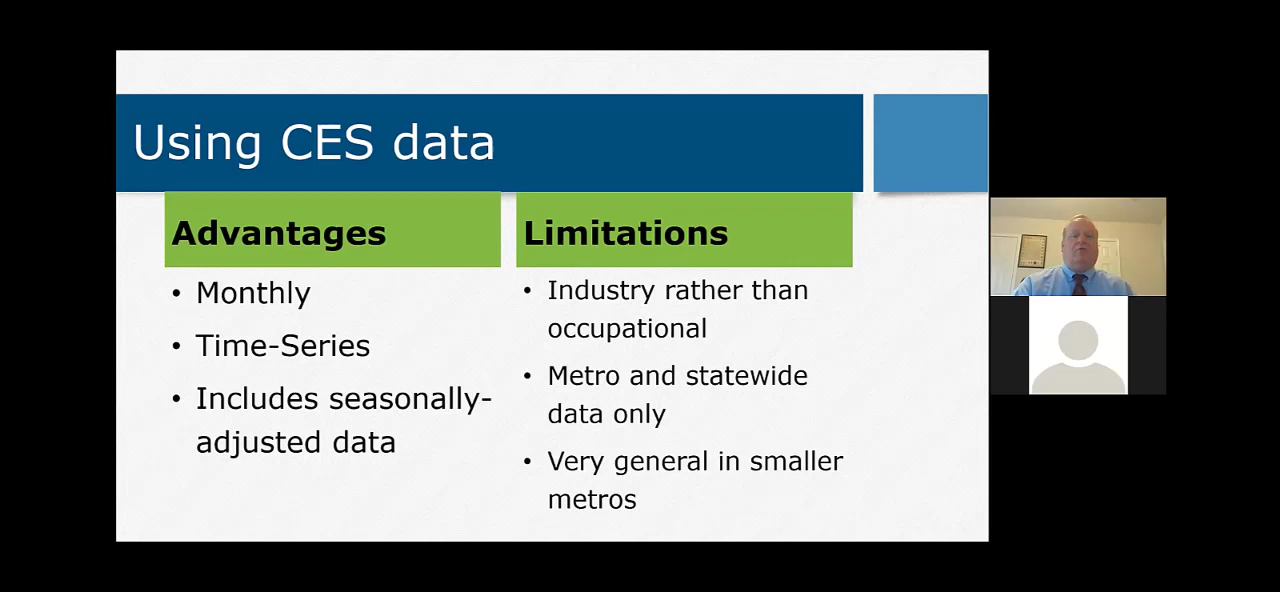 Using CES data
Advantages
• Monthly
• Time-Series
• Includes seasonally-
adjusted data
Limitations
• Industry rather than
occupational
• Metro and statewide
data only
• Very general in smaller
metros